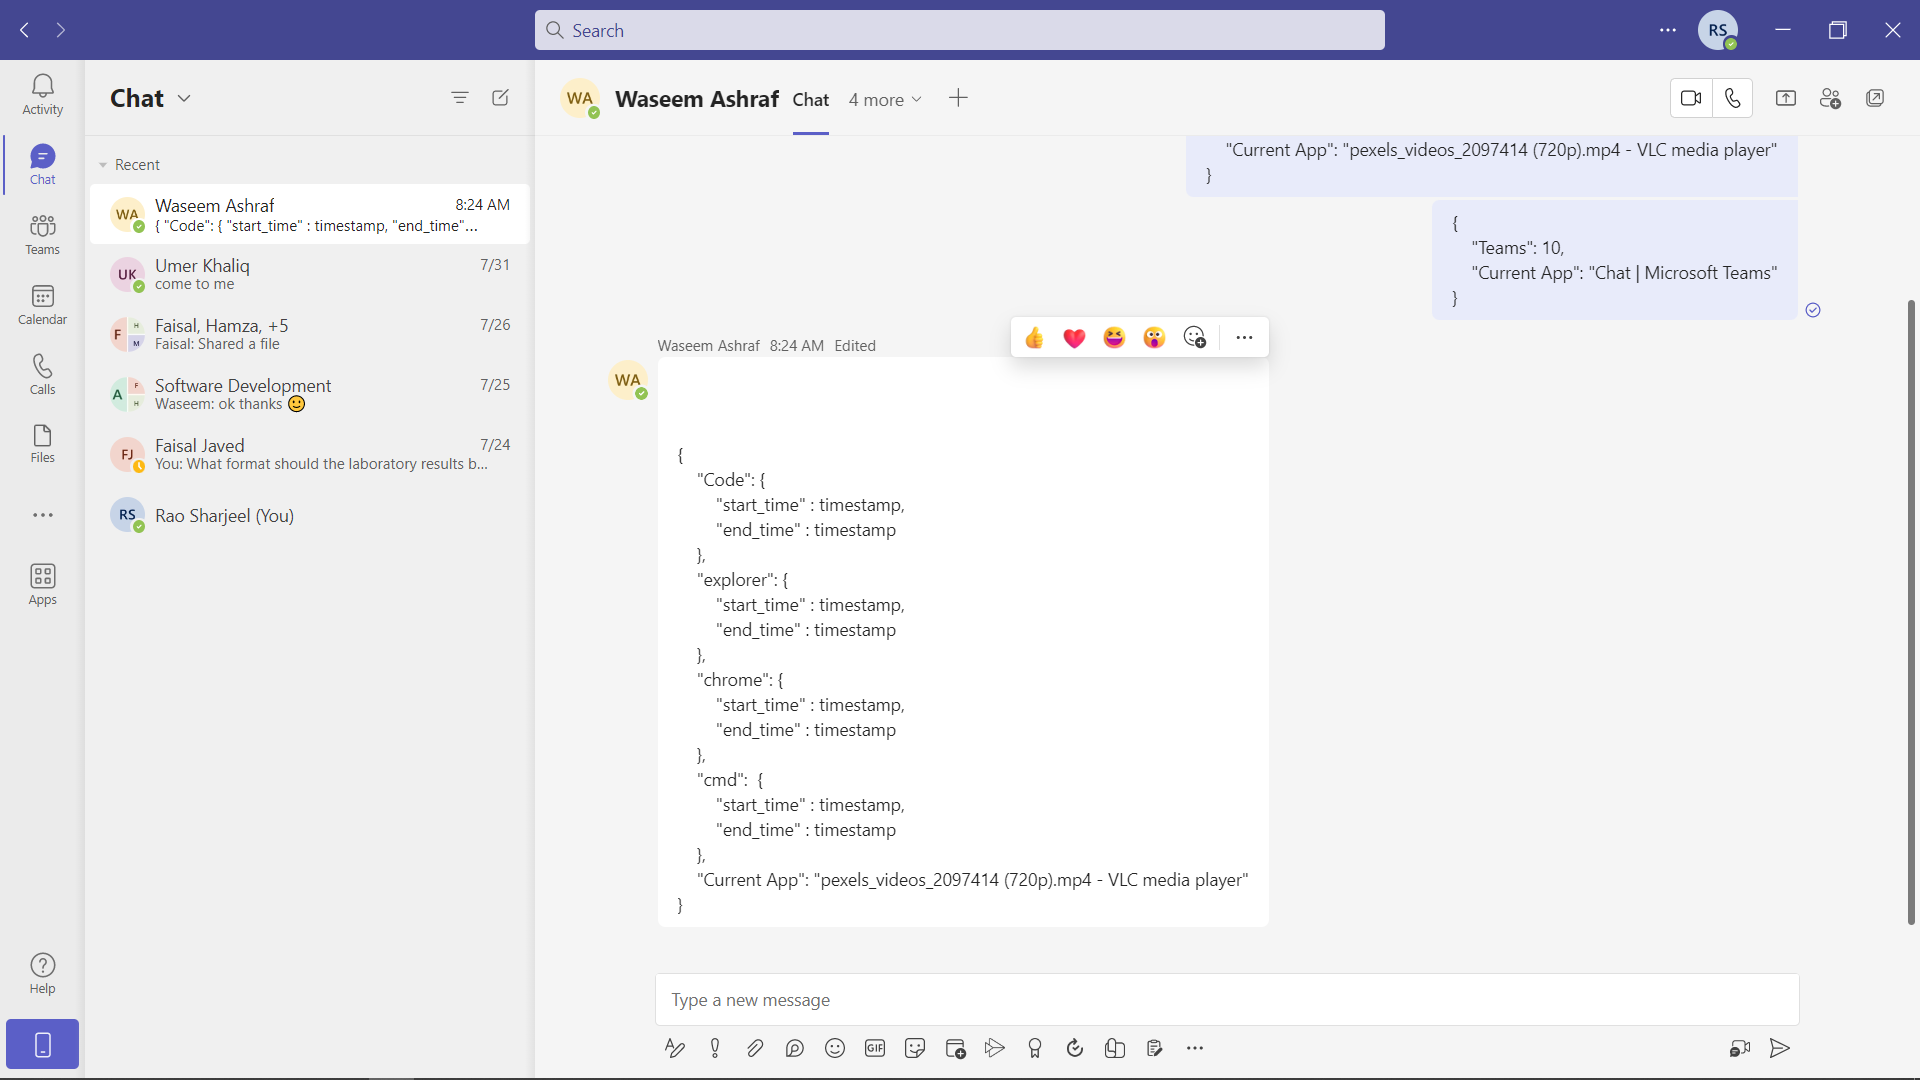 Search
RS
Activity
Chat
Teams
Calendar
Calls
Files
Apps
Help
Chat
Recent
WA
Waseem Ashraf
8:24 AM
{ "Code": { "start_time" : timestamp, "end_time"...
UK
Umer Khaliq
7/31
come to me
F
H
M
Faisal, Hamza, +5
7/26
Faisal: Shared a file
A
F
H
Software Development
7/25
Waseem: ok thanks 🙂
FJ
Faisal Javed
7/24
You: What format should the laboratory results b...
RS
Rao Sharjeel (You)
WA
Waseem Ashraf
Chat
4 more
"Current App": "pexels_videos_2097414 (720p).mp4 - VLC media player"
}
{
"Teams": 10,
"Current App": "Chat | Microsoft Teams"
}
Waseem Ashraf 8:24 AM Edited
WA
{
"Code": {
"start_time" : timestamp,
"end_time" : timestamp
},
"explorer": {
"start_time" : timestamp,
"end_time" : timestamp
},
"chrome": {
"start_time" : timestamp,
"end_time" : timestamp
},
"cmd":  {
"start_time" : timestamp,
"end_time" : timestamp
},
"Current App": "pexels_videos_2097414 (720p).mp4 - VLC media player"
}
Type a new message
GIF